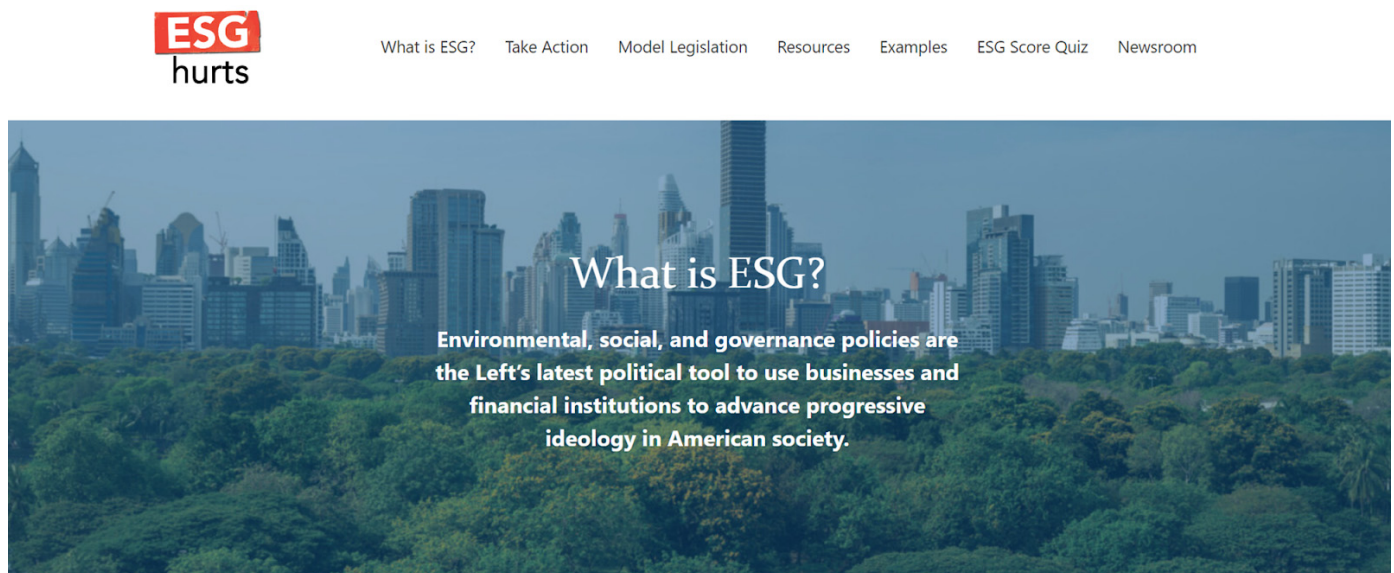 ESG
hurts
What is ESG? Take Action Model Legislation Resources Examples ESG Score Quiz Newsroom
What is ESG?
Environmental, social, and governance policies are
the Left’s latest political tool to use businesses and
financial institutions to advance progressive
ideology in American society.